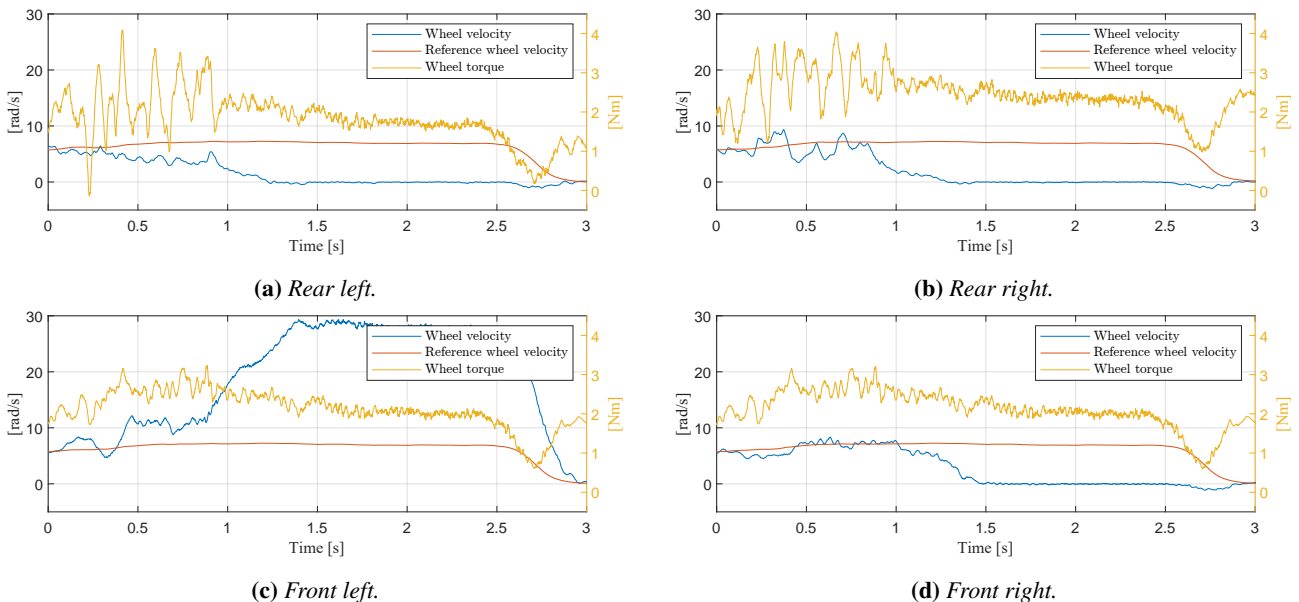 30
20
10
0
[rad/s]
4
3
2
1
0
[Nm]
Wheel velocity
Reference wheel velocity
Wheel torque
0 0.5 1 1.5 2 2.5 3
Time [s]
(a) Rear left.
30
20
10
0
[rad/s]
4
3
2
1
0
[Nm]
Wheel velocity
Reference wheel velocity
Wheel torque
0 0.5 1 1.5 2 2.5 3
Time [s]
(b) Rear right.
30
20
10
0
[rad/s]
4
3
2
1
0
[Nm]
Wheel velocity
Reference wheel velocity
Wheel torque
0 0.5 1 1.5 2 2.5 3
Time [s]
(c) Front left.
30
20
10
0
[rad/s]
4
3
2
1
0
[Nm]
Wheel velocity
Reference wheel velocity
Wheel torque
0 0.5 1 1.5 2 2.5 3
Time [s]
(d) Front right.